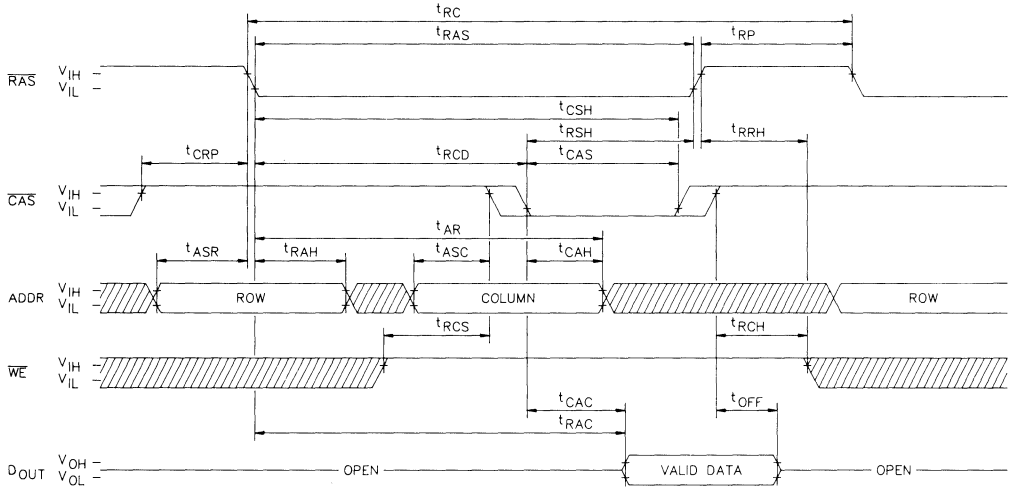 tRC
tRAS
tRP
RAS VIH
VIL
tCSH
tRSH
tRRH
tCRP
tRCD
tCAS
CAS VIH
VIL
tAR
tASR
tRAH
tASC
tCAH
ADDR VIH
VIL
ROW
COLUMN
ROW
tRCS
tRCH
WE VIH
VIL
tCAC
tOFF
tRAC
DOUT VOH
VOL
OPEN
VALID DATA
OPEN